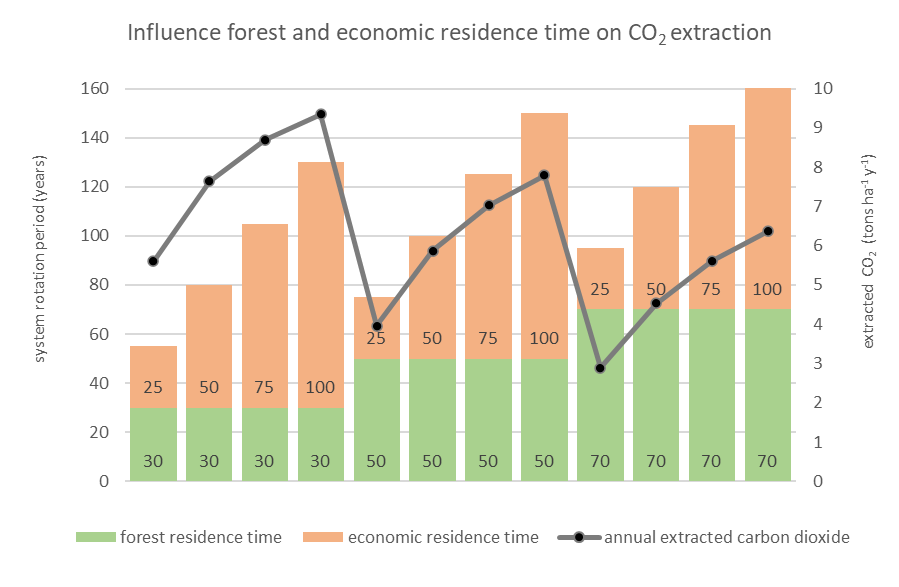 Influence forest and economic residence time on CO2 extraction
system rotation period (years)
160
140
120
100
80
60
40
20
0
10
9
8
7
6
5
4
3
2
1
0
extracted CO2 (tons ha-1 y-1)
25 50 75 100
25 50 75 100
25 50 75 100
30 30 30 30 50 50 50 50 70 70 70 70
forest residence time economic residence time annual extracted carbon dioxide